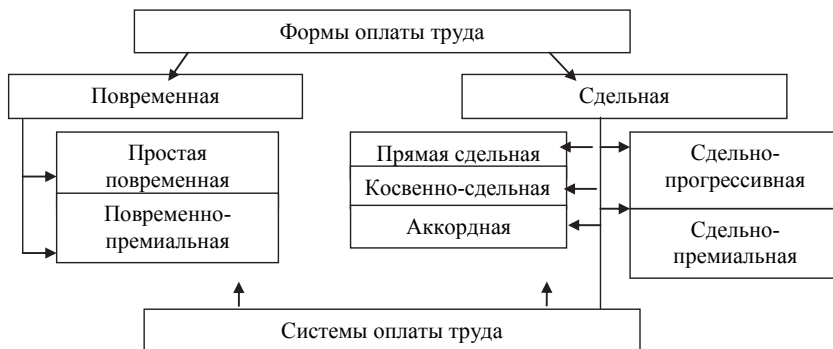 Формы оплаты труда
Повременная
Сдельная
Простая
повременная
Повременно-
премиальная
Прямая сдельная
Косвенно-сдельная
Аккордная
Сдельно-
прогрессивная
Сдельно-
премиальная
Системы оплаты труда